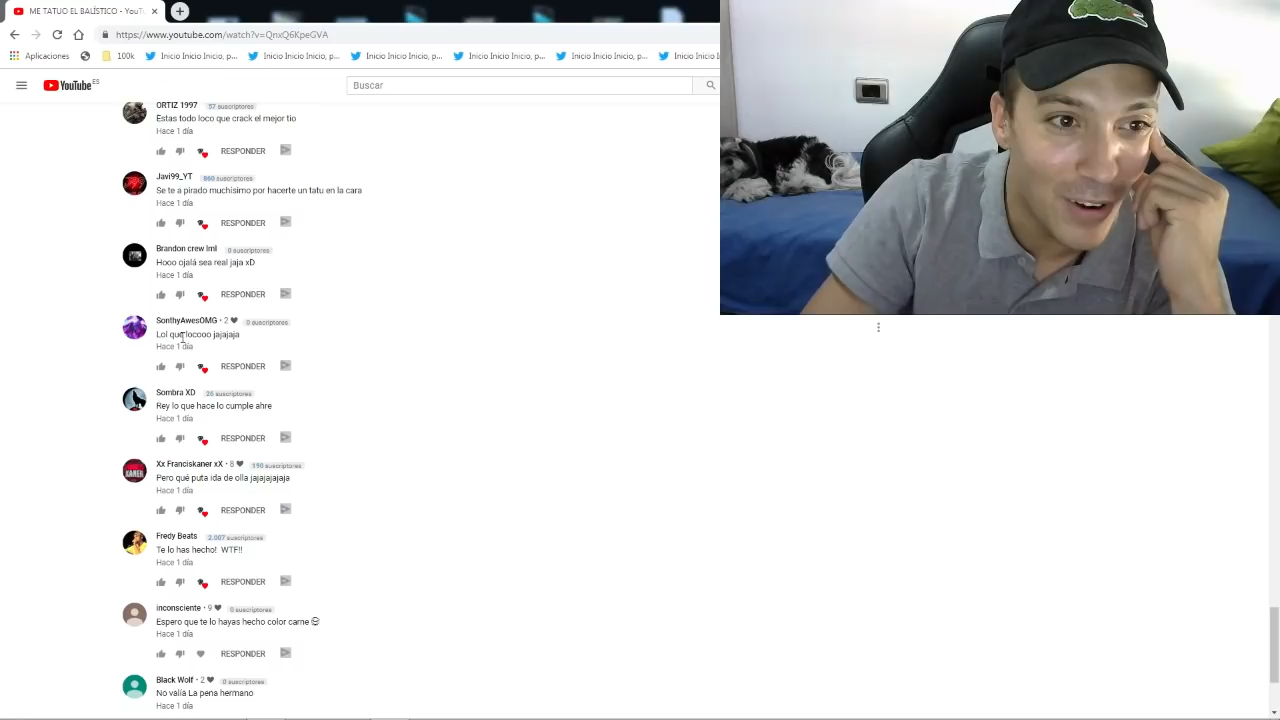 ME TATUO EL BALÍSTICO - YouTu
https://www.youtube.com/watch?v=QnxQ6KpeGVA
Aplicaciones 100k Inicio Inicio Inicio, p... Inicio Inicio Inicio, p... Inicio Inicio Inicio, p... Inicio Inicio Inicio, p... Inicio Inicio Inicio, p...
YouTube ES
Buscar
ORTIZ 1997 57 suscriptores
Estas todo loco que crack el mejor tio
Hace 1 día
RESPONDER
Javi99_YT 860 suscriptores
Se te a pirado muchisimo por hacerte un tatu en la cara
Hace 1 día
RESPONDER
Brandon crew lml 0 suscriptores
Hooo ojalá sea real jaja xD
Hace 1 día
RESPONDER
SonthyAwesOMG • 2 0 suscriptores
Lol que locooo jajajaja
Hace 1 día
RESPONDER
Sombra XD 26 suscriptores
Rey lo que hace lo cumple ahre
Hace 1 día
RESPONDER
Xx Franciskaner xX • 8 190 suscriptores
Pero qué puta ida de olla jajajajajaja
Hace 1 día
RESPONDER
Fredy Beats 2.007 suscriptores
Te lo has hecho! WTF!!
Hace 1 día
RESPONDER
inconsciente • 9 0 suscriptores
Espero que te lo hayas hecho color carne
Hace 1 día
RESPONDER
Black Wolf • 2 0 suscriptores
No valía La pena hermano
Hace 1 día